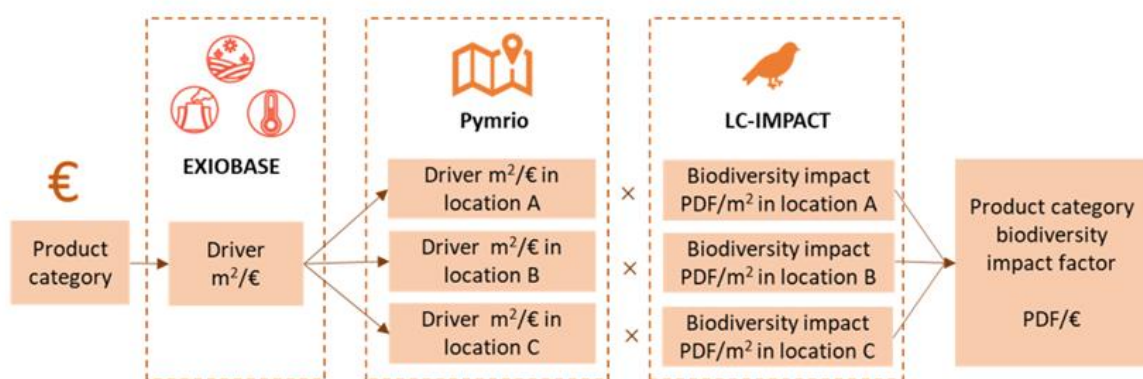 EXIOBASE
Pymrio
LC-IMPACT
€
Product
category
Driver
m²/€
Driver m²/€ in
location A
×
Biodiversity impact
PDF/m² in location A
Driver m²/€ in
location B
×
Biodiversity impact
PDF/m² in location B
Driver m²/€ in
location C
×
Biodiversity impact
PDF/m² in location C
Product category
biodiversity
impact factor
PDF/€